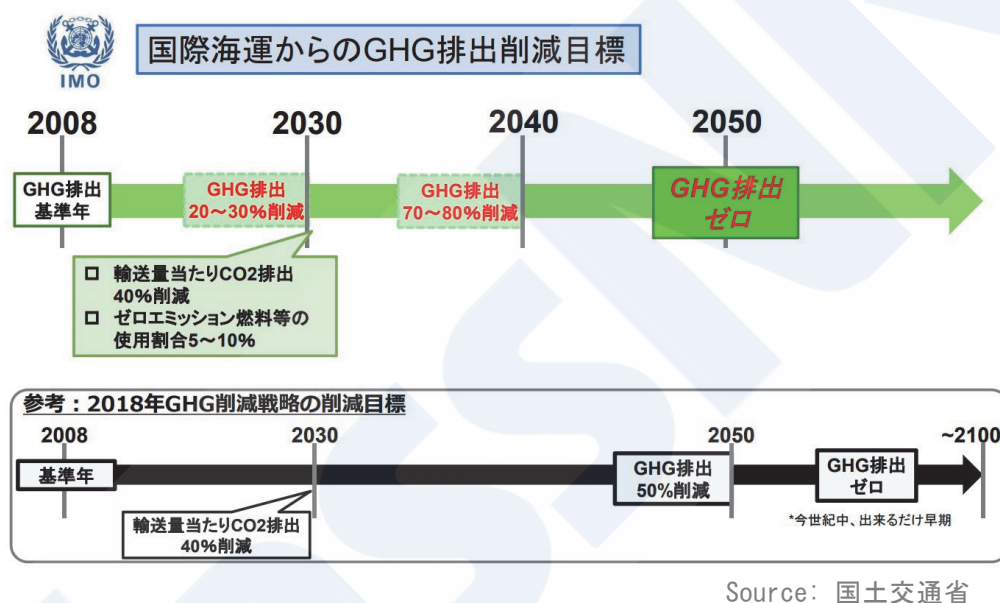 IMO
国際海運からのGHG排出削減目標
2008
2030
2040
2050
GHG排出
基準年
GHG排出
20～30%削減
GHG排出
70～80%削減
GHG排出
ゼロ
□ 輸送量当たりCO2排出
40%削減
□ ゼロエミッション燃料等の
使用割合5～10%
参考：2018年GHG削減戦略の削減目標
2008
2030
2050
~2100
基準年
GHG排出
50%削減
GHG排出
ゼロ
輸送量当たりCO2排出
40%削減
*今世紀中、出来るだけ早期
Source: 国土交通省